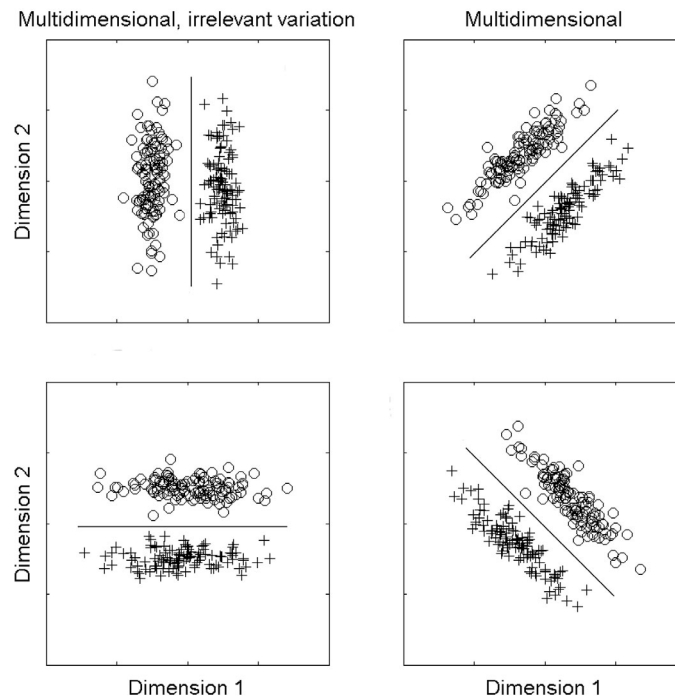 Multidimensional, irrelevant variation
Multidimensional
Dimension 2
Dimension 2
Dimension 1
Dimension 1